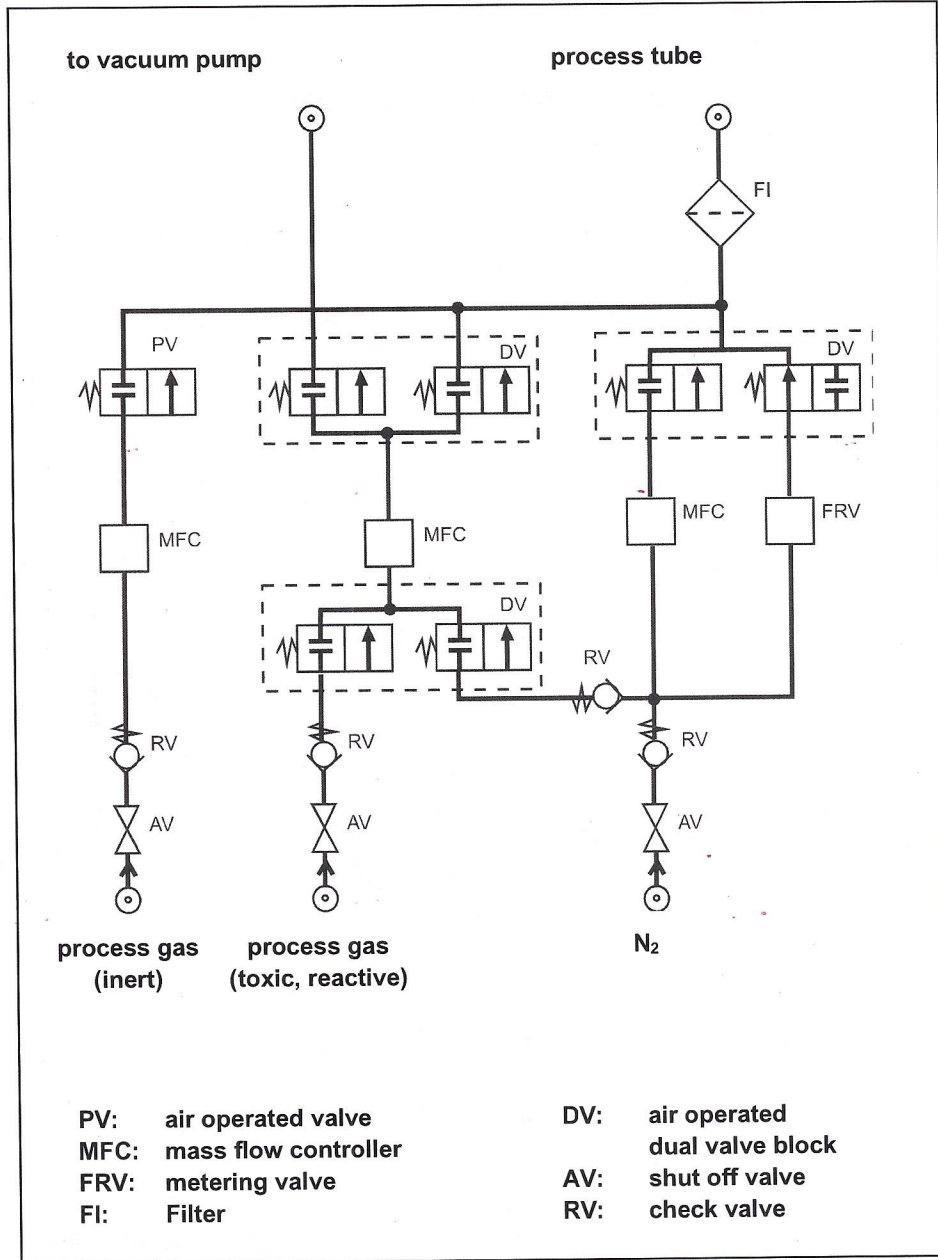 to vacuum pump
process tube
FI
PV
DV
DV
MFC
MFC
MFC
FRV
DV
RV
RV
RV
RV
AV
AV
AV
process gas
(inert)
process gas
(toxic, reactive)
N₂
PV: air operated valve
MFC: mass flow controller
FRV: metering valve
FI: Filter
DV: air operated
dual valve block
AV: shut off valve
RV: check valve